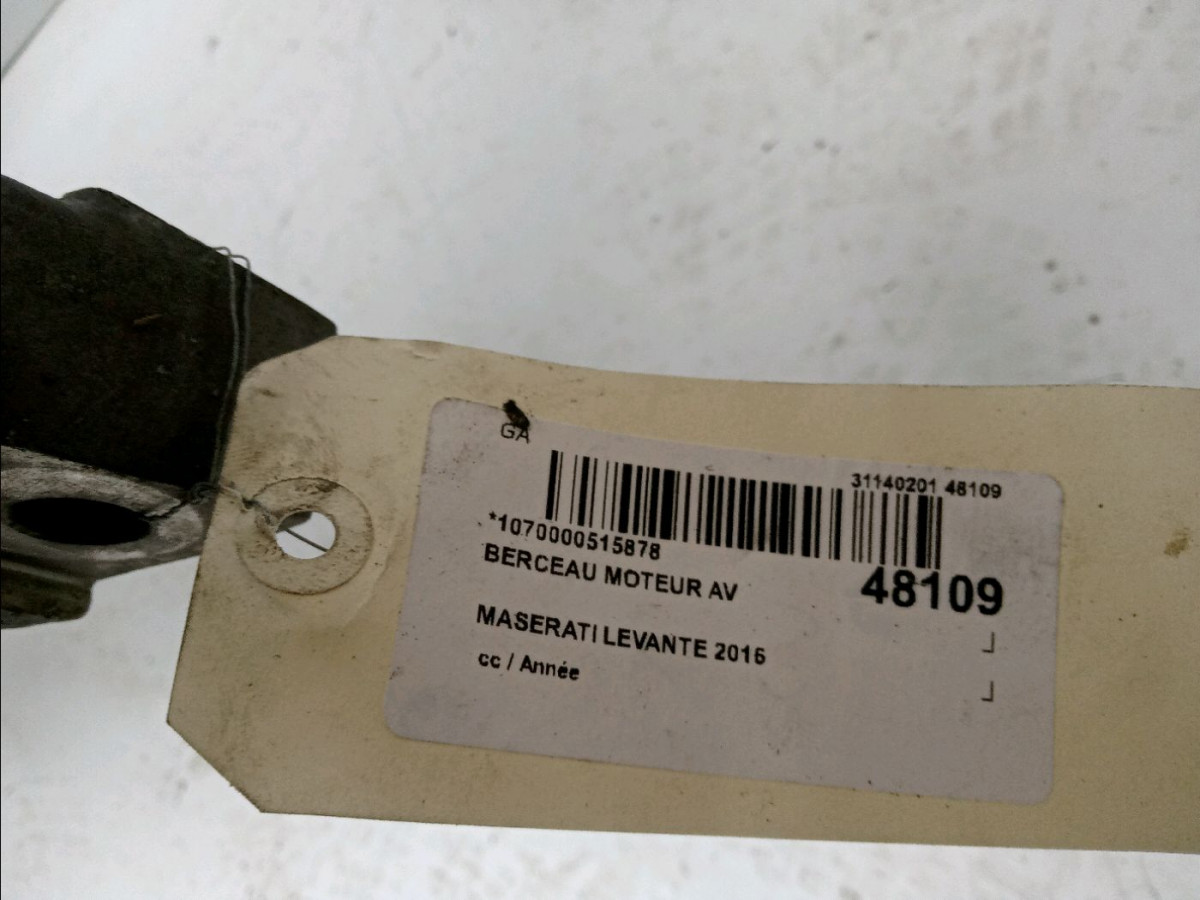 GA
31140201 48109
*1070000515878
BERCEAU MOTEUR AV
48109
MASERATI LEVANTE 2016
cc / Année